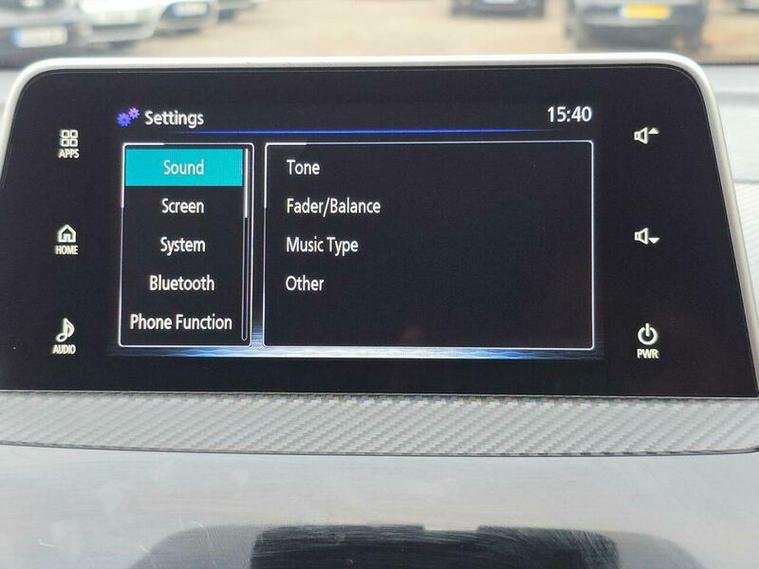 Settings
15:40
APPS
HOME
AUDIO
Sound
Screen
System
Bluetooth
Phone Function
Tone
Fader/Balance
Music Type
Other
PWR